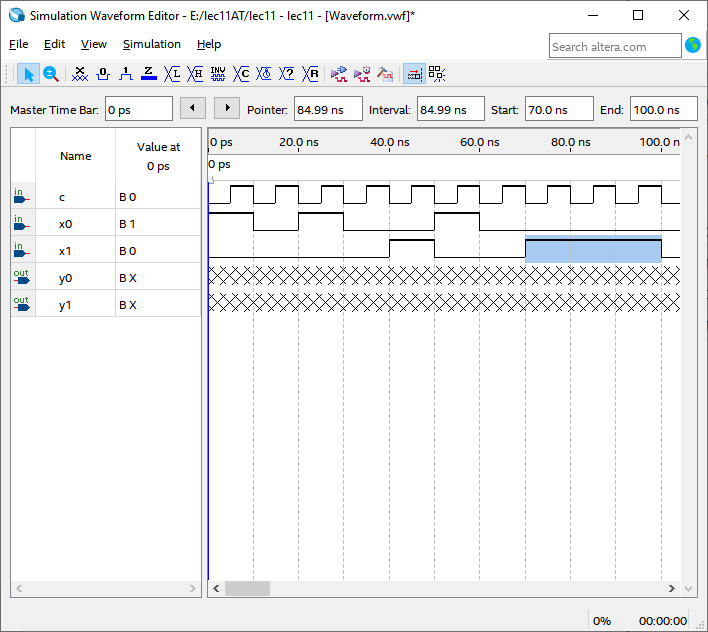 Simulation Waveform Editor - E:/lec11AT/lec11 - lec11 - [Waveform.vwf]*
File Edit View Simulation Help
Search altera.com
Master Time Bar: 0 ps Pointer: 84.99 ns Interval: 84.99 ns Start: 70.0 ns End: 100.0 ns
Name Value at 0 ps
0 ps 20.0 ns 40.0 ns 60.0 ns 80.0 ns 100.0 n
0 ps
in c B 0
in x0 B 1
in x1 B 0
out y0 B X
out y1 B X
0% 00:00:00